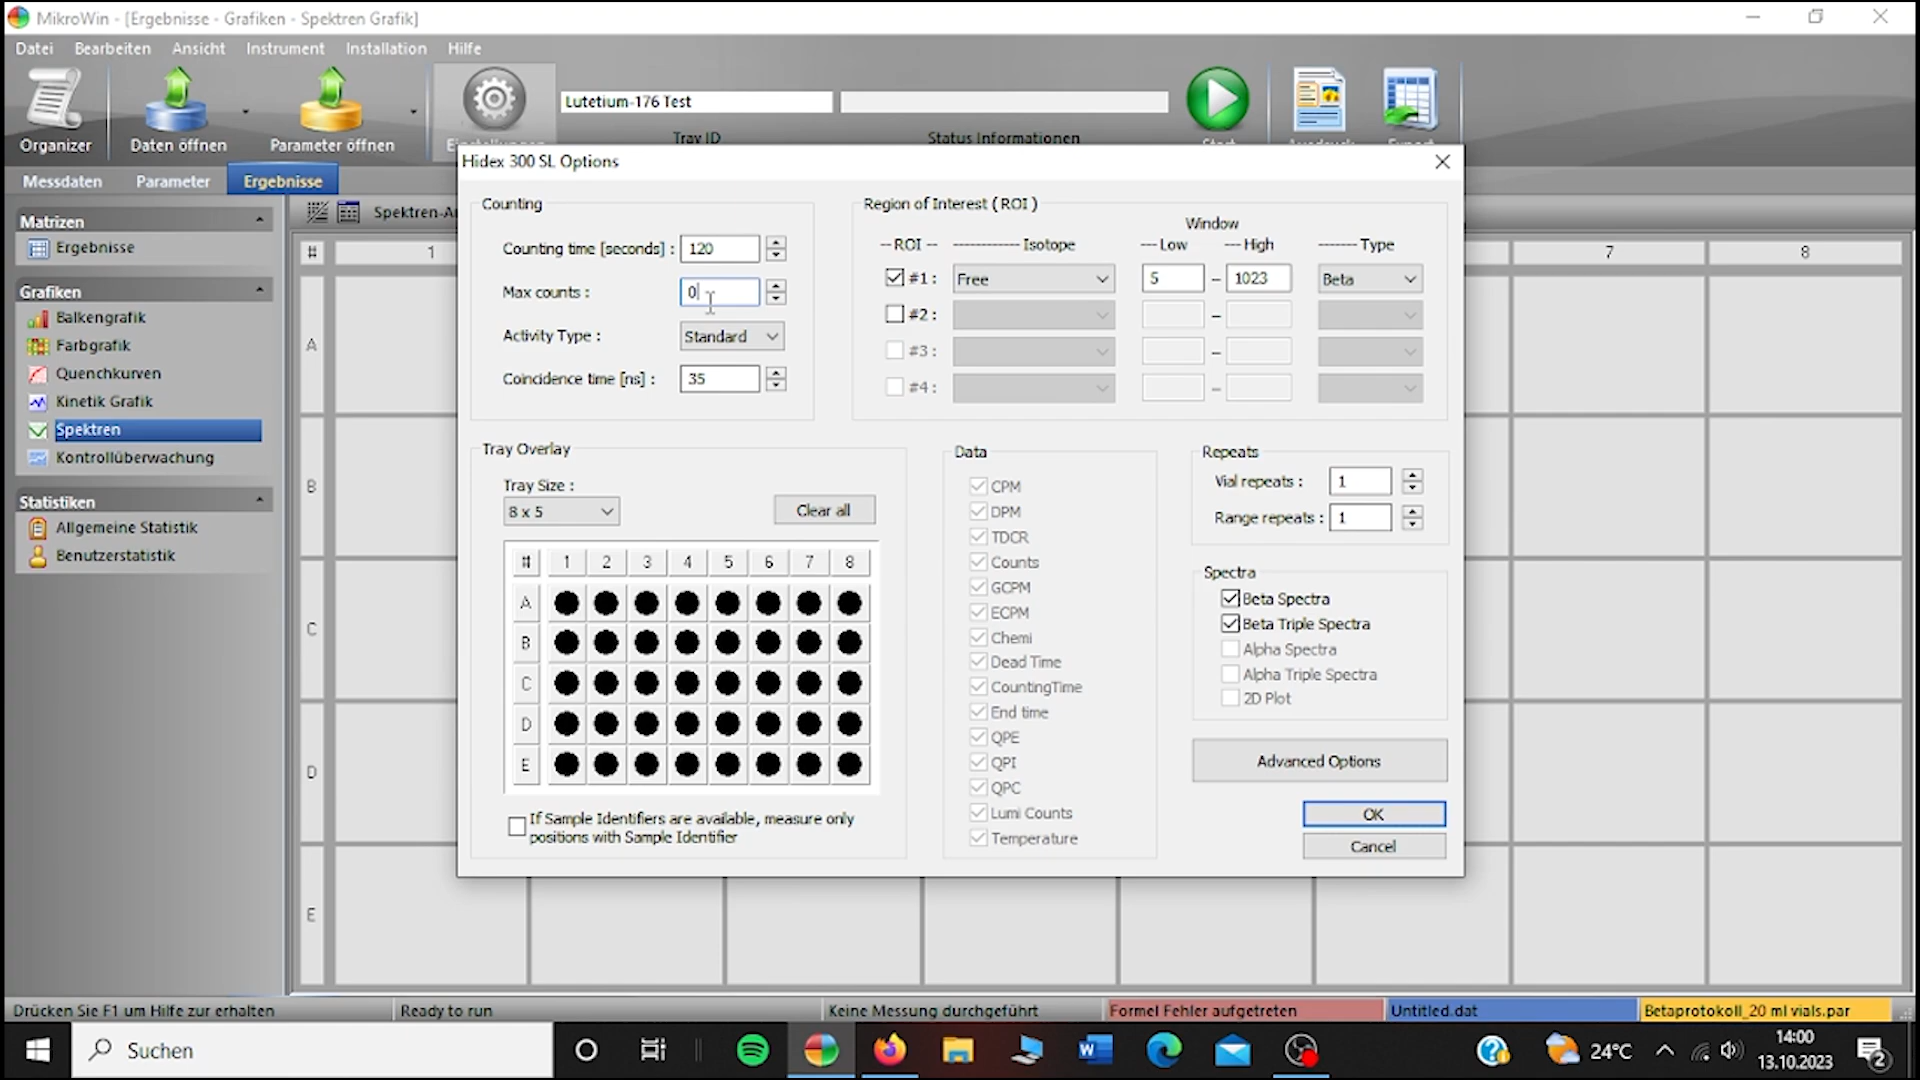 MikroWin - [Ergebnisse - Grafiken - Spektren Grafik]
Datei Bearbeiten Ansicht Instrument Installation Hilfe
Organizer Daten öffnen Parameter öffnen
Lutetium-176 Test
Tray ID Status Informationen
Messdaten Parameter Ergebnisse
Matrizen
Ergebnisse
Grafiken
Balkengrafik
Farbgrafik
Quenchkurven
Kinetik Grafik
Spektren
Kontrollüberwachung
Statistiken
Allgemeine Statistik
Benutzerstatistik
# 1 7 8
A
B
C
D
E
Hidex 300 SL Options
Counting
Counting time [seconds] : 120
Max counts : 0
Activity Type : Standard
Coincidence time [ns] : 35
Region of Interest ( ROI )
Window
-- ROI -- ------------ Isotope --- Low -- High ------- Type
#1 : Free 5 – 1023 Beta
#2 : –
#3 : –
#4 : –
Tray Overlay
Tray Size :
8 x 5 Clear all
# 1 2 3 4 5 6 7 8
A
B
C
D
E
If Sample Identifiers are available, measure only
positions with Sample Identifier
Data
CPM
DPM
TDCR
Counts
GCPM
ECPM
Chemi
Dead Time
CountingTime
End time
QPE
QPI
QPC
Lumi Counts
Temperature
Repeats
Vial repeats : 1
Range repeats : 1
Spectra
Beta Spectra
Beta Triple Spectra
Alpha Spectra
Alpha Triple Spectra
2D Plot
Advanced Options
OK
Cancel
Drücken Sie F1 um Hilfe zur erhalten Ready to run Keine Messung durchgeführt Formel Fehler aufgetreten Untitled.dat Betaprotokoll_20 ml vials.par
Suchen
24°C
14:00
13.10.2023
2